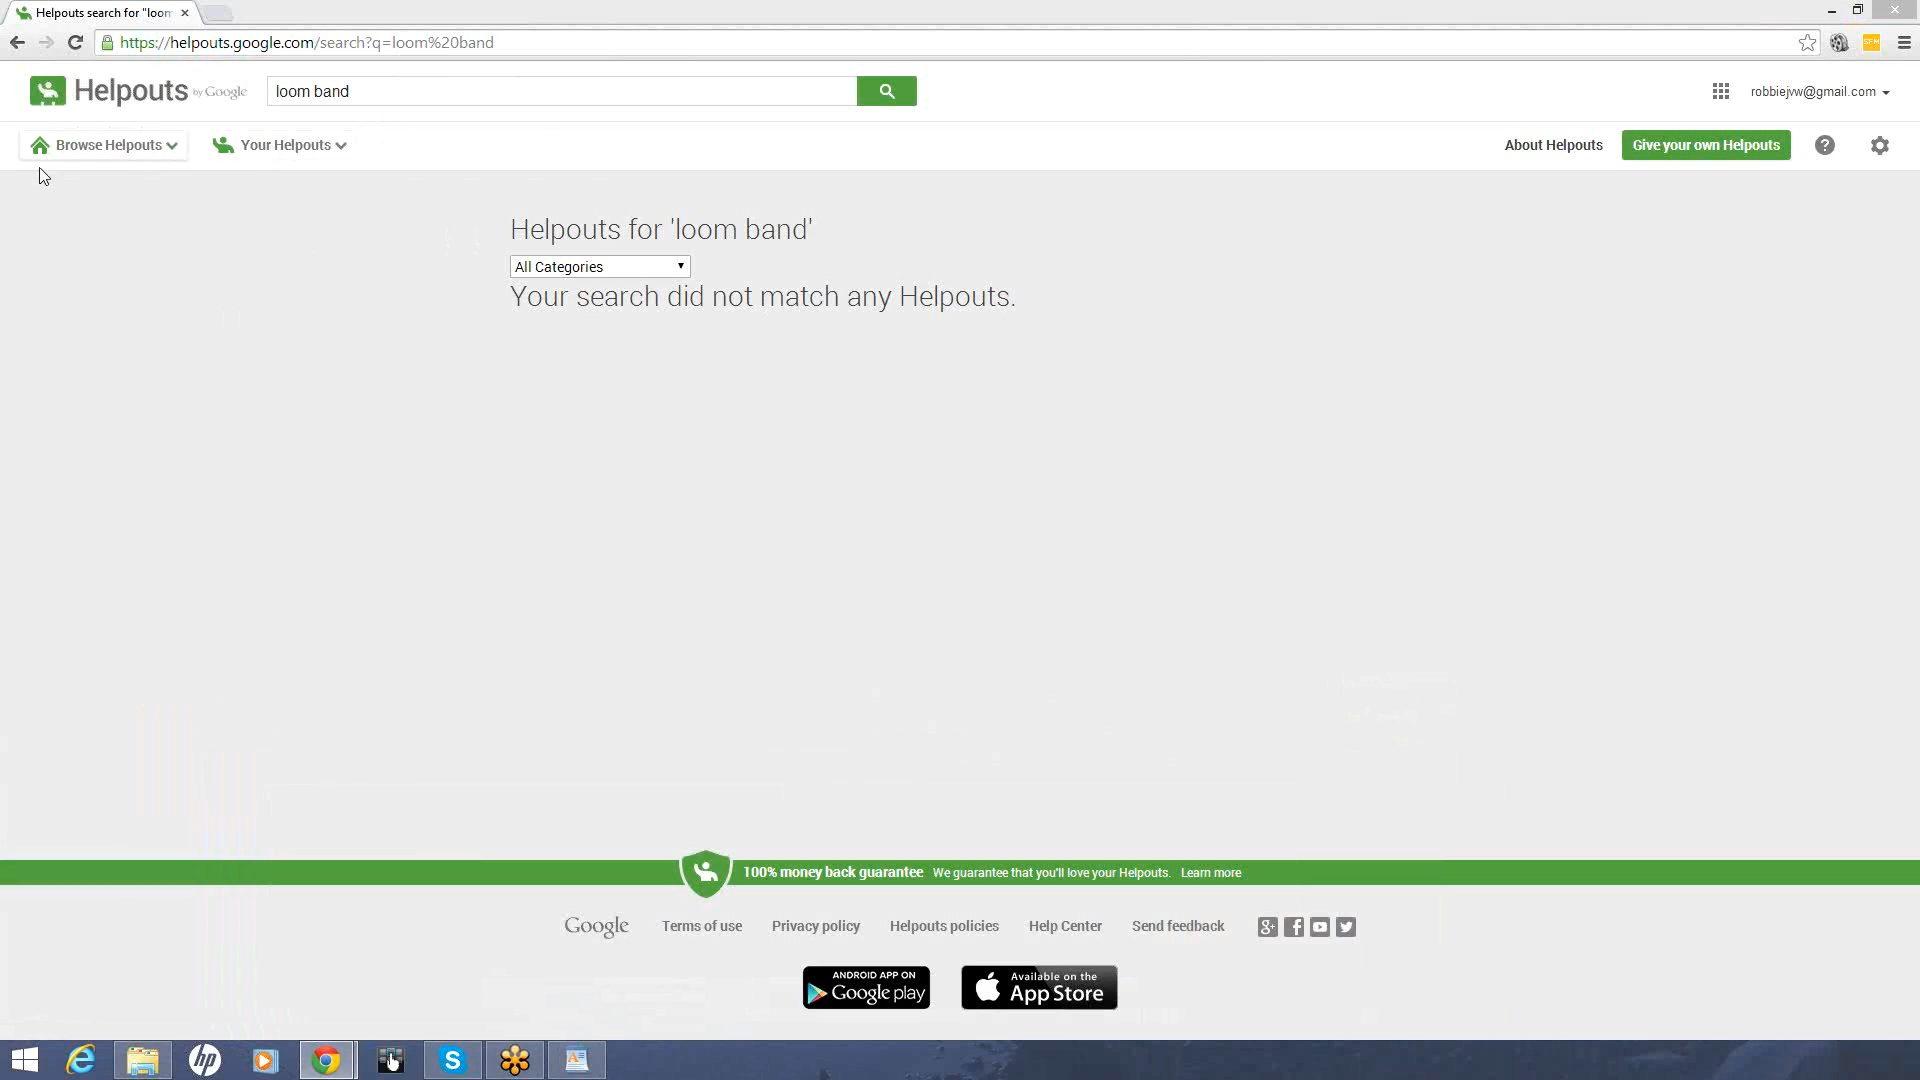 Helpouts search for "loom
https://helpouts.google.com/search?q=loom%20band
SFM
Helpouts by Google
loom band
robbiejvw@gmail.com
Browse Helpouts
Your Helpouts
About Helpouts
Give your own Helpouts
?
Helpouts for 'loom band'
All Categories
Your search did not match any Helpouts.
100% money back guarantee We guarantee that you'll love your Helpouts. Learn more
Google Terms of use Privacy policy Helpouts policies Help Center Send feedback
ANDROID APP ON
Google play
Available on the
App Store